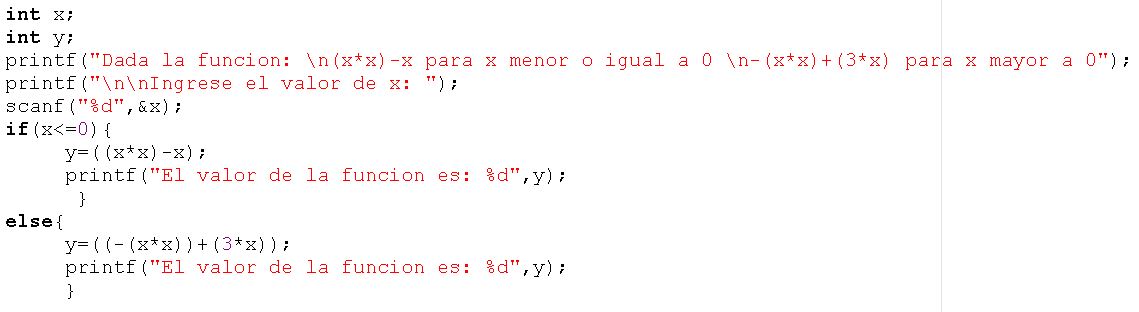 int x;
int y;
printf("Dada la funcion: \n(x*x)-x para x menor o igual a 0 \n-(x*x)+(3*x) para x mayor a 0");
printf("\n\nIngrese el valor de x: ");
scanf("%d",&x);
if(x<=0){
y=((x*x)-x);
printf("El valor de la funcion es: %d",y);
}
else{
y=((-(x*x))+(3*x));
printf("El valor de la funcion es: %d",y);
}